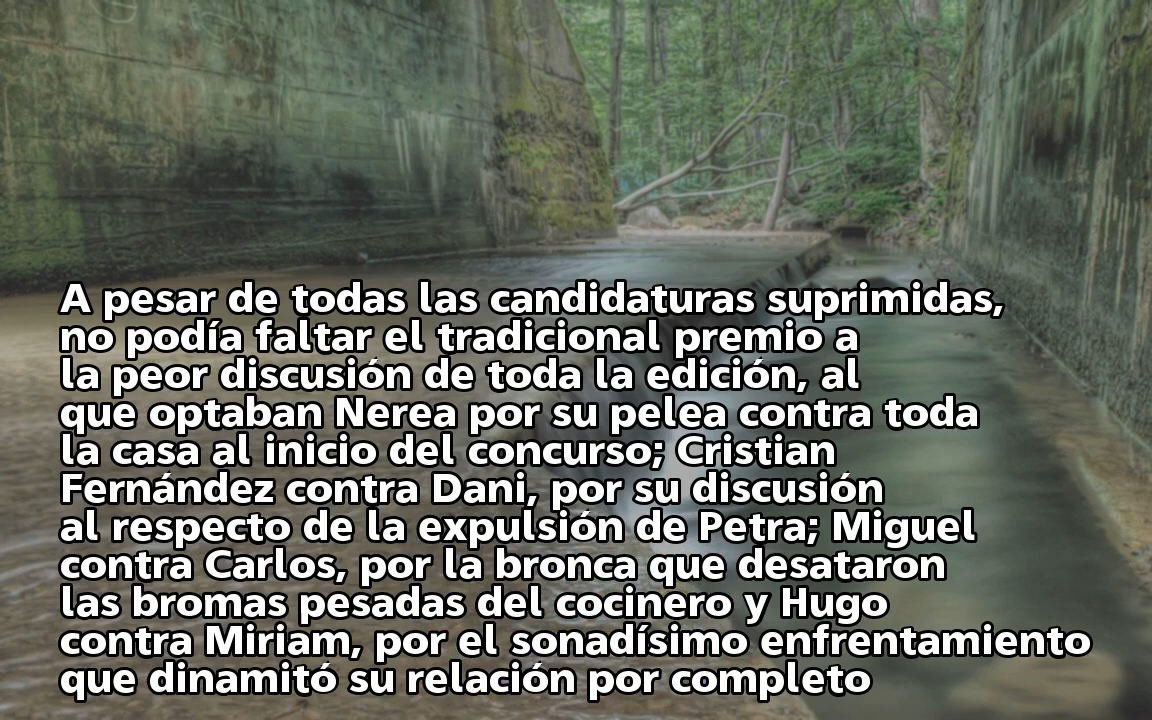 A pesar de todas las candidaturas suprimidas,
no podía faltar el tradicional premio a
la peor discusión de toda la edición, al
que optaban Nerea por su pelea contra toda
la casa al inicio del concurso; Cristian
Fernández contra Dani, por su discusión
al respecto de la expulsión de Petra; Miguel
contra Carlos, por la bronca que desataron
las bromas pesadas del cocinero y Hugo
contra Miriam, por el sonadísimo enfrentamiento
que dinamitó su relación por completo